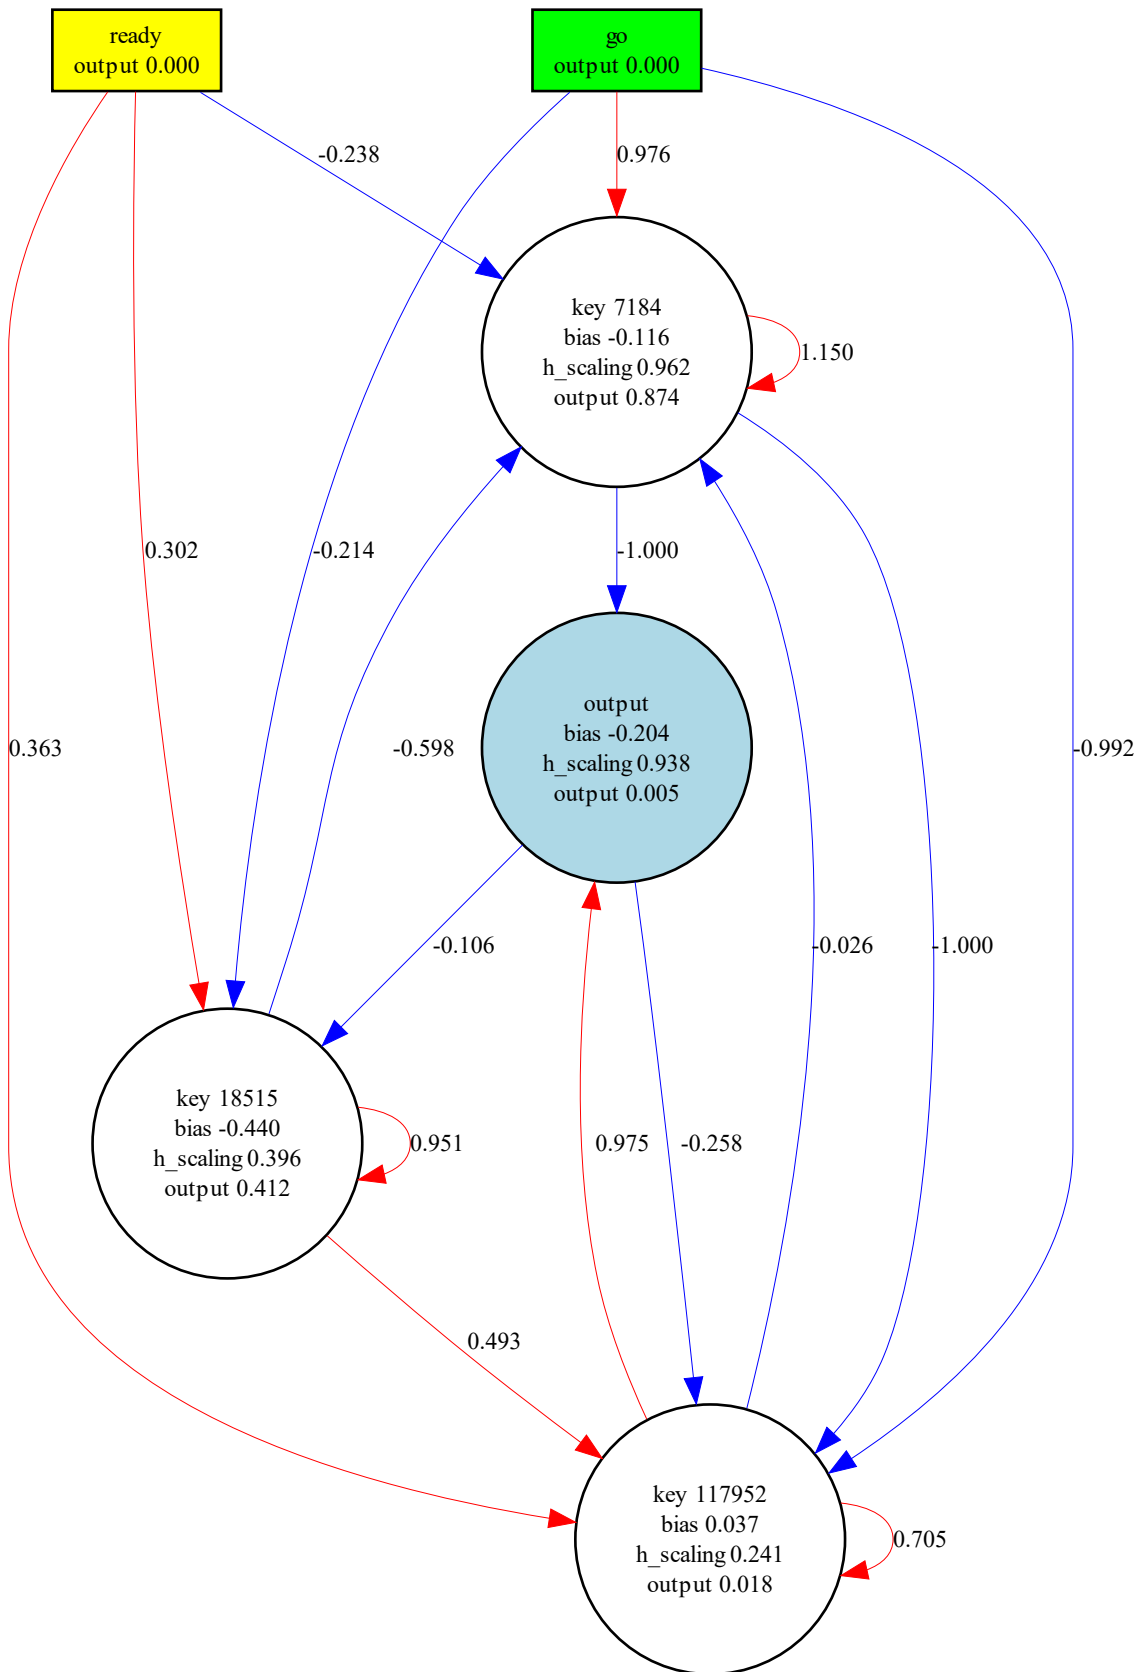 ready
output 0.000
go
output 0.000
-0.238
0.976
key 7184
bias -0.116
h_scaling 0.962
output 0.874
1.150
0.302
-0.214
-1.000
output
bias -0.204
h_scaling 0.938
output 0.005
0.363
-0.598
-0.992
-0.106
-0.026
-1.000
key 18515
bias -0.440
h_scaling 0.396
output 0.412
0.951
0.975
-0.258
0.493
key 117952
bias 0.037
h_scaling 0.241
output 0.018
0.705